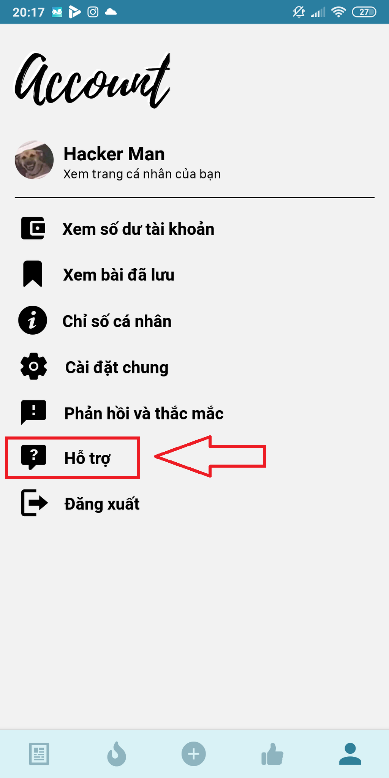 20:17
27
Account
Hacker Man
Xem trang cá nhân của bạn
Xem số dư tài khoản
Xem bài đã lưu
Chỉ số cá nhân
Cài đặt chung
Phản hồi và thắc mắc
Hỗ trợ
Đăng xuất